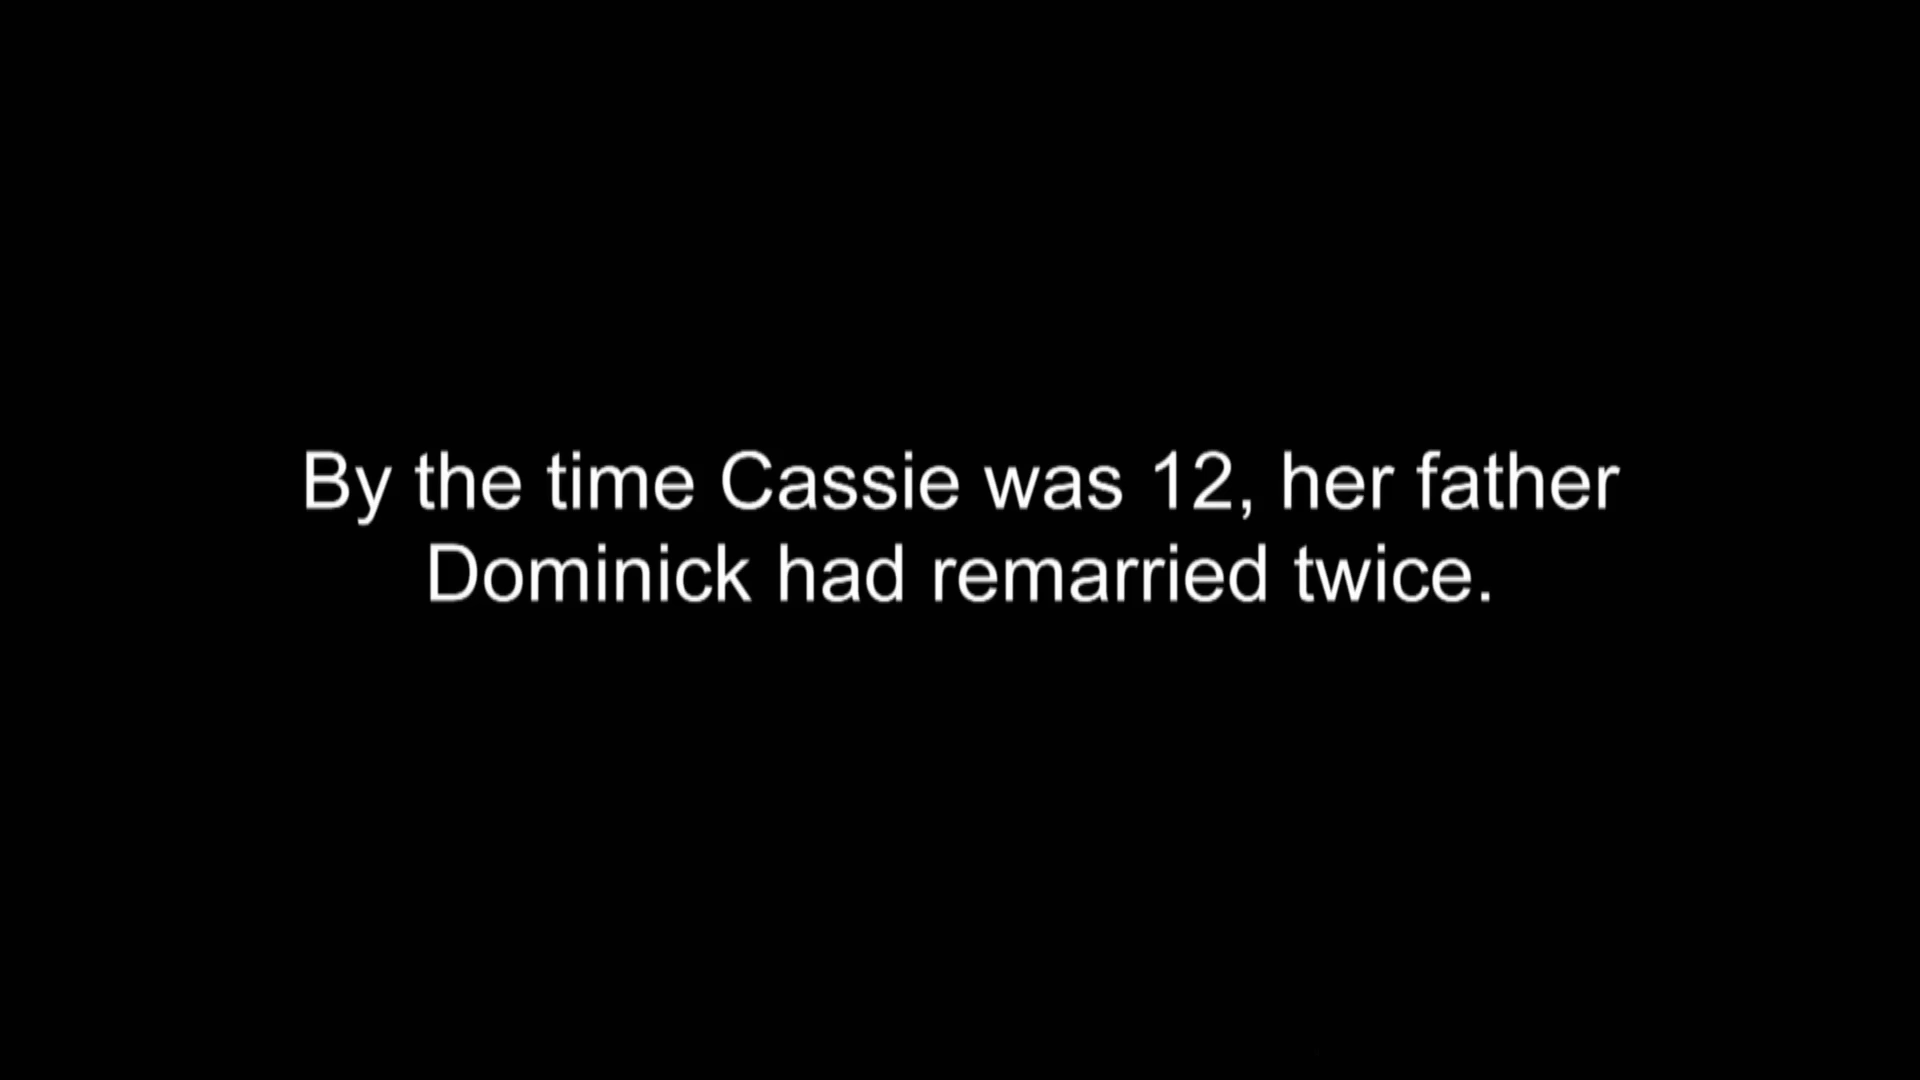 By the time Cassie was 12, her father
Dominick had remarried twice.